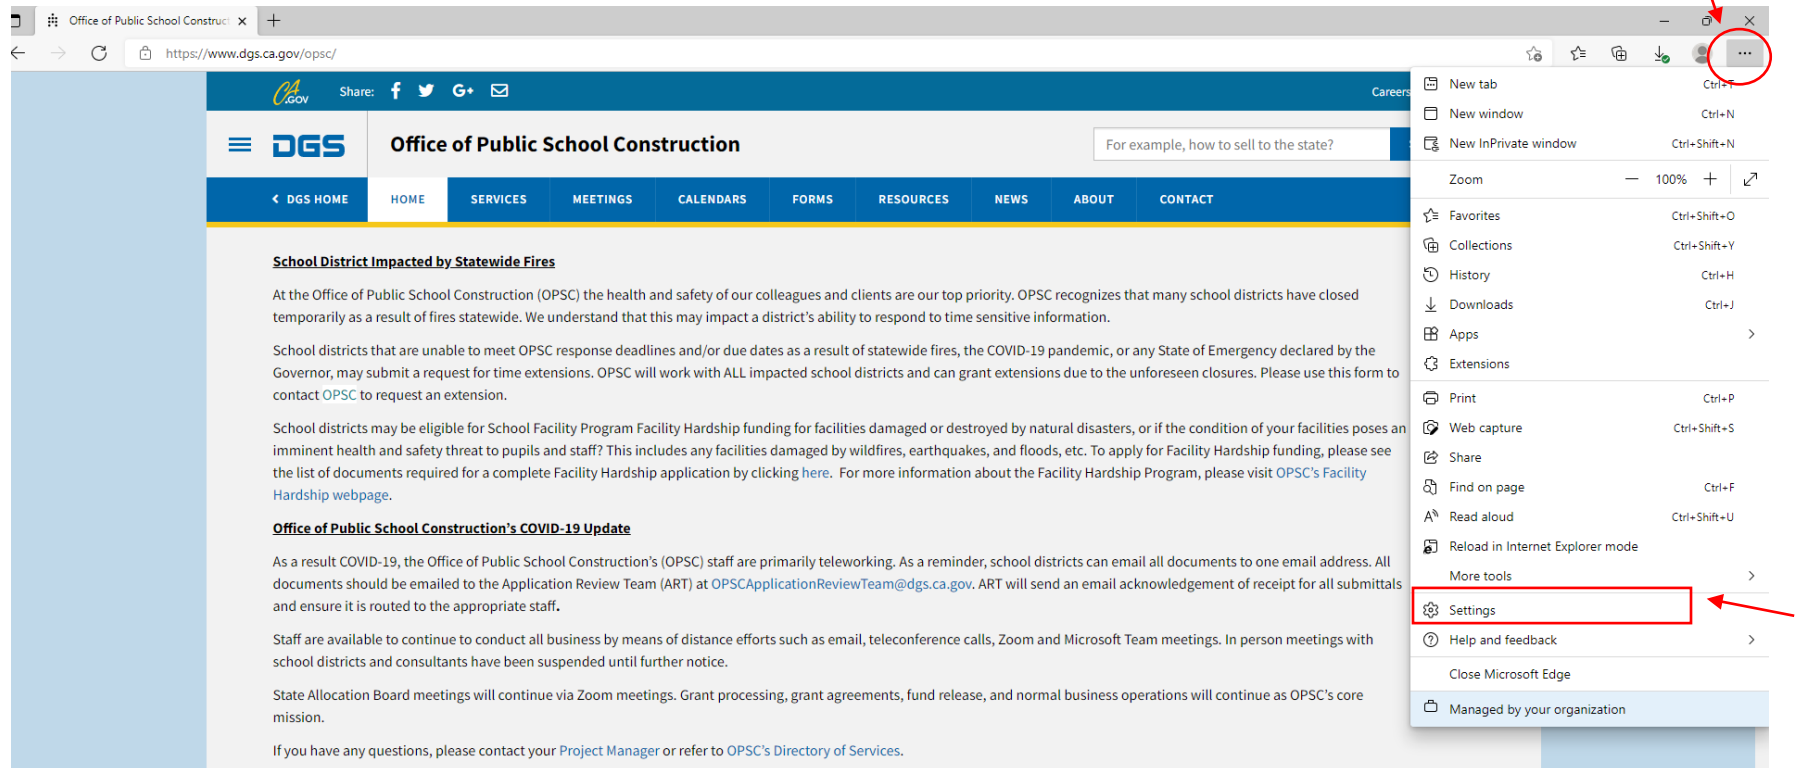 Office of Public School Construct
https://www.dgs.ca.gov/opsc/
CA
.GOV
Share:
G+
Careers
DGS
Office of Public School Construction
For example, how to sell to the state?
DGS HOME
HOME
SERVICES
MEETINGS
CALENDARS
FORMS
RESOURCES
NEWS
ABOUT
CONTACT
School District Impacted by Statewide Fires
At the Office of Public School Construction (OPSC) the health and safety of our colleagues and clients are our top priority. OPSC recognizes that many school districts have closed
temporarily as a result of fires statewide. We understand that this may impact a district's ability to respond to time sensitive information.
School districts that are unable to meet OPSC response deadlines and/or due dates as a result of statewide fires, the COVID-19 pandemic, or any State of Emergency declared by the
Governor, may submit a request for time extensions. OPSC will work with ALL impacted school districts and can grant extensions due to the unforeseen closures. Please use this form to
contact OPSC to request an extension.
School districts may be eligible for School Facility Program Facility Hardship funding for facilities damaged or destroyed by natural disasters, or if the condition of your facilities poses an
imminent health and safety threat to pupils and staff? This includes any facilities damaged by wildfires, earthquakes, and floods, etc. To apply for Facility Hardship funding, please see
the list of documents required for a complete Facility Hardship application by clicking here. For more information about the Facility Hardship Program, please visit OPSC's Facility
Hardship webpage.
Office of Public School Construction's COVID-19 Update
As a result COVID-19, the Office of Public School Construction's (OPSC) staff are primarily teleworking. As a reminder, school districts can email all documents to one email address. All
documents should be emailed to the Application Review Team (ART) at OPSCApplicationReviewTeam@dgs.ca.gov. ART will send an email acknowledgement of receipt for all submittals
and ensure it is routed to the appropriate staff.
Staff are available to continue to conduct all business by means of distance efforts such as email, teleconference calls, Zoom and Microsoft Team meetings. In person meetings with
school districts and consultants have been suspended until further notice.
State Allocation Board meetings will continue via Zoom meetings. Grant processing, grant agreements, fund release, and normal business operations will continue as OPSC's core
mission.
If you have any questions, please contact your Project Manager or refer to OPSC's Directory of Services.
New tab Ctrl+T
New window Ctrl+N
New InPrivate window Ctrl+Shift+N
Zoom — 100% +
Favorites Ctrl+Shift+O
Collections Ctrl+Shift+Y
History Ctrl+H
Downloads Ctrl+J
Apps
Extensions
Print Ctrl+P
Web capture Ctrl+Shift+S
Share
Find on page Ctrl+F
Read aloud Ctrl+Shift+U
Reload in Internet Explorer mode
More tools
Settings
Help and feedback
Close Microsoft Edge
Managed by your organization